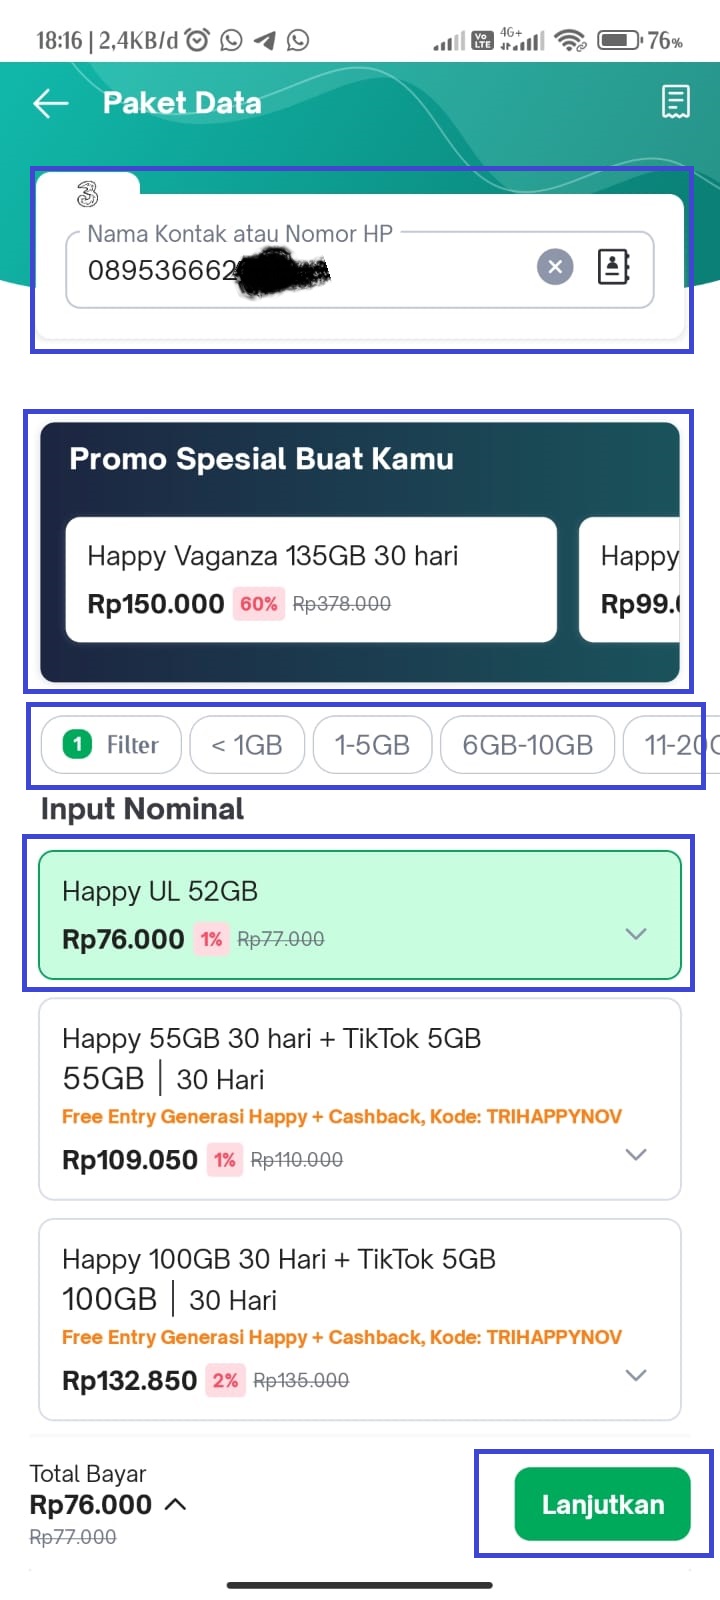 18:16 | 2,4KB/d 4G+ 76%
Vo LTE
Paket Data
3
Nama Kontak atau Nomor HP
089536662
Promo Spesial Buat Kamu
Happy Vaganza 135GB 30 hari Happy
Rp150.000 60% Rp378.000 Rp99.
1 Filter < 1GB 1-5GB 6GB-10GB 11-20G
Input Nominal
Happy UL 52GB
Rp76.000 1% Rp77.000
Happy 55GB 30 hari + TikTok 5GB
55GB | 30 Hari
Free Entry Generasi Happy + Cashback, Kode: TRIHAPPYNOV
Rp109.050 1% Rp110.000
Happy 100GB 30 Hari + TikTok 5GB
100GB | 30 Hari
Free Entry Generasi Happy + Cashback, Kode: TRIHAPPYNOV
Rp132.850 2% Rp135.000
Total Bayar
Rp76.000
Rp77.000
Lanjutkan